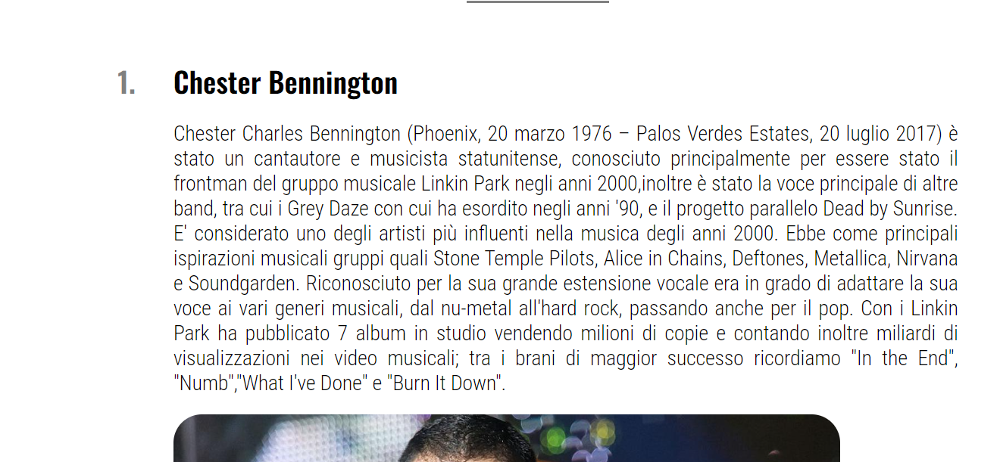 1. Chester Bennington
Chester Charles Bennington (Phoenix, 20 marzo 1976 – Palos Verdes Estates, 20 luglio 2017) è
stato un cantautore e musicista statunitense, conosciuto principalmente per essere stato il
frontman del gruppo musicale Linkin Park negli anni 2000,inoltre è stato la voce principale di altre
band, tra cui i Grey Daze con cui ha esordito negli anni '90, e il progetto parallelo Dead by Sunrise.
E' considerato uno degli artisti più influenti nella musica degli anni 2000. Ebbe come principali
ispirazioni musicali gruppi quali Stone Temple Pilots, Alice in Chains, Deftones, Metallica, Nirvana
e Soundgarden. Riconosciuto per la sua grande estensione vocale era in grado di adattare la sua
voce ai vari generi musicali, dal nu-metal all'hard rock, passando anche per il pop. Con i Linkin
Park ha pubblicato 7 album in studio vendendo milioni di copie e contando inoltre miliardi di
visualizzazioni nei video musicali; tra i brani di maggior successo ricordiamo "In the End",
"Numb","What I've Done" e "Burn It Down".